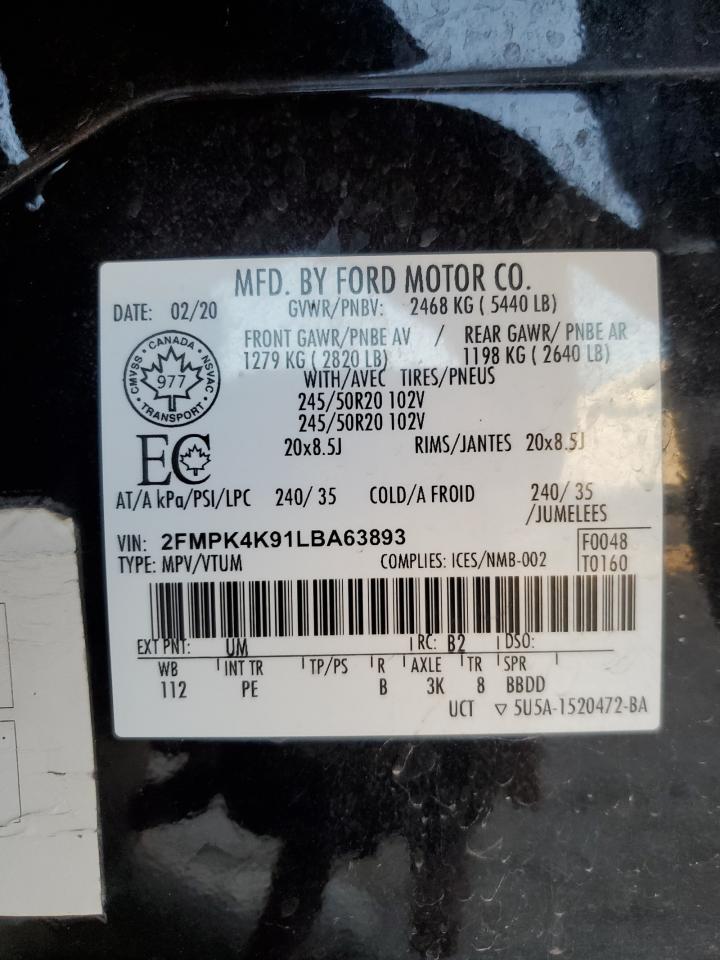 MFD. BY FORD MOTOR CO.
DATE: 02/20 GVWR/PNBV: 2468 KG ( 5440 LB)
FRONT GAWR/PNBE AV / REAR GAWR/ PNBE AR
1279 KG ( 2820 LB) 1198 KG ( 2640 LB)
WITH/AVEC TIRES/PNEUS
245/50R20 102V
245/50R20 102V
CMVSS • CANADA • NSVAC • TRANSPORT •
977
EC
20x8.5J RIMS/JANTES 20x8.5J
AT/A kPa/PSI/LPC 240/ 35 COLD/A FROID 240/ 35
/JUMELEES
VIN: 2FMPK4K91LBA63893 F0048
TYPE: MPV/VTUM COMPLIES: ICES/NMB-002 T0160
EXT PNT: UM RC: B2 DSO:
WB INT TR TP/PS R AXLE TR SPR
112 PE B 3K 8 BBDD
UCT ▽ 5U5A-1520472-BA